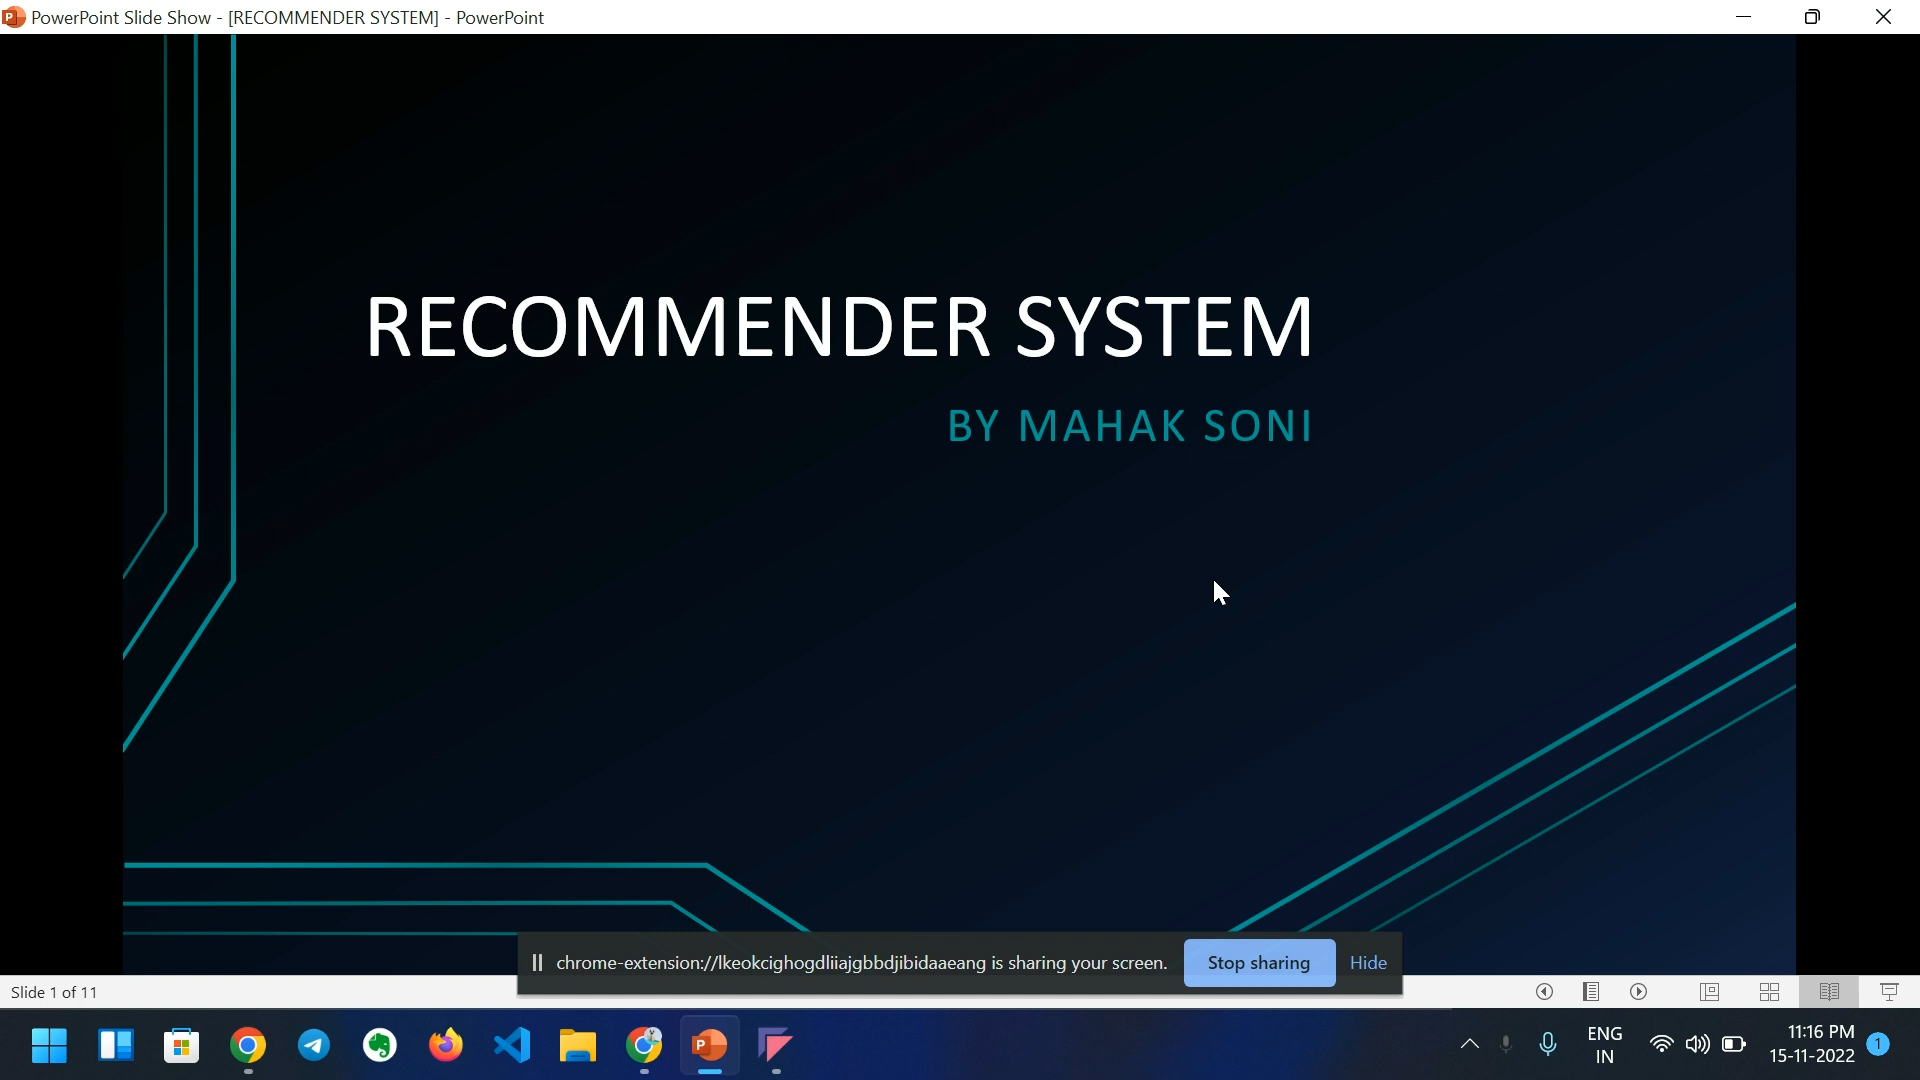 PowerPoint Slide Show - [RECOMMENDER SYSTEM] - PowerPoint
RECOMMENDER SYSTEM
BY MAHAK SONI
chrome-extension://lkeokcighogdliiajgbbdjibidaaeang is sharing your screen.
Stop sharing
Hide
Slide 1 of 11
ENG
IN
11:16 PM
15-11-2022
1